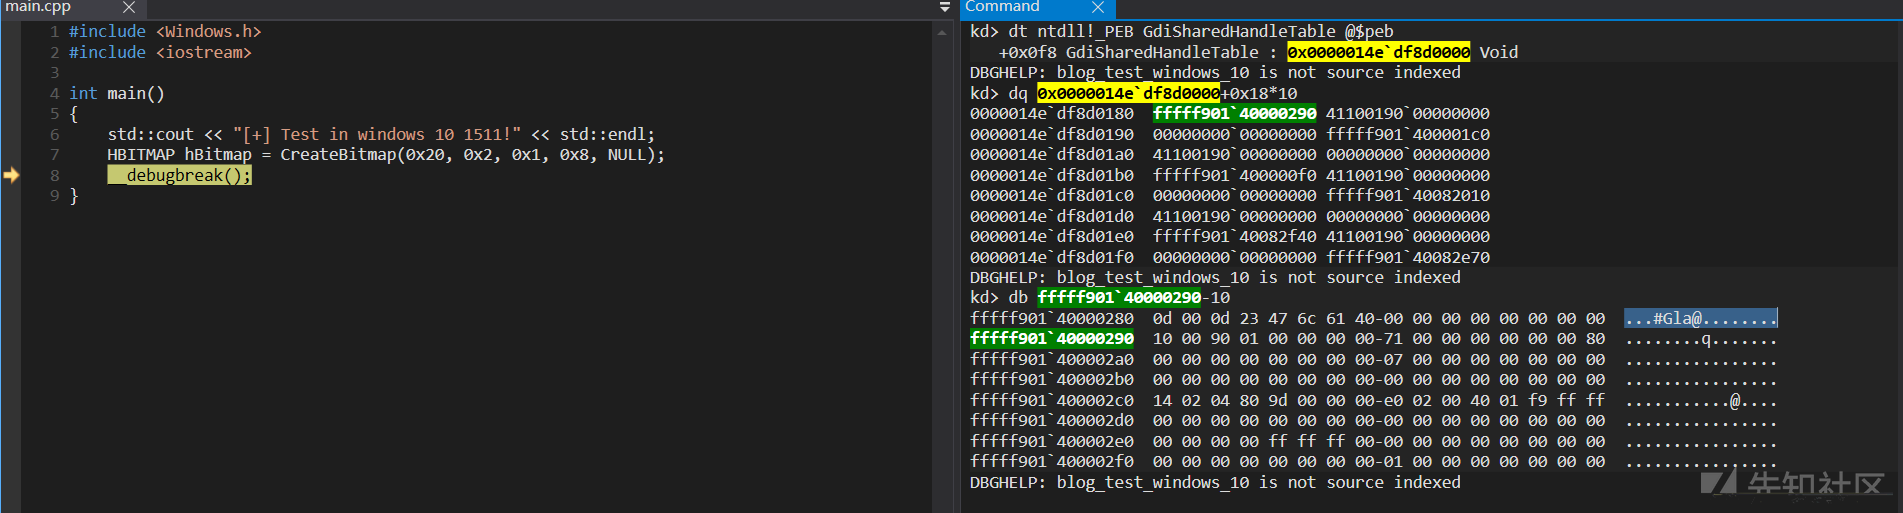 main.cpp
1 #include <Windows.h>
2 #include <iostream>
3
4 int main()
5 {
6     std::cout << "[+] Test in windows 10 1511!" << std::endl;
7     HBITMAP hBitmap = CreateBitmap(0x20, 0x2, 0x1, 0x8, NULL);
8     __debugbreak();
9 }
Command
kd> dt ntdll!_PEB GdiSharedHandleTable @$peb
   +0x0f8 GdiSharedHandleTable : 0x0000014e`df8d0000 Void
DBGHELP: blog_test_windows_10 is not source indexed
kd> dq 0x0000014e`df8d0000+0x18*10
0000014e`df8d0180  fffff901`40000290 41100190`00000000
0000014e`df8d0190  00000000`00000000 fffff901`400001c0
0000014e`df8d01a0  41100190`00000000 00000000`00000000
0000014e`df8d01b0  fffff901`400000f0 41100190`00000000
0000014e`df8d01c0  00000000`00000000 fffff901`40082010
0000014e`df8d01d0  41100190`00000000 00000000`00000000
0000014e`df8d01e0  fffff901`40082f40 41100190`00000000
0000014e`df8d01f0  00000000`00000000 fffff901`40082e70
DBGHELP: blog_test_windows_10 is not source indexed
kd> db fffff901`40000290-10
fffff901`40000280  0d 00 0d 23 47 6c 61 40-00 00 00 00 00 00 00 00  ...#Gla@........
fffff901`40000290  10 00 90 01 00 00 00 00-71 00 00 00 00 00 00 80  ........q.......
fffff901`400002a0  00 00 00 00 00 00 00 00-07 00 00 00 00 00 00 00  ................
fffff901`400002b0  00 00 00 00 00 00 00 00-00 00 00 00 00 00 00 00  ................
fffff901`400002c0  14 02 04 80 9d 00 00 00-e0 02 00 40 01 f9 ff ff  ...........@....
fffff901`400002d0  00 00 00 00 00 00 00 00-00 00 00 00 00 00 00 00  ................
fffff901`400002e0  00 00 00 00 ff ff ff 00-00 00 00 00 00 00 00 00  ................
fffff901`400002f0  00 00 00 00 00 00 00 00-01 00 00 00 00 00 00 00  ................
DBGHELP: blog_test_windows_10 is not source indexed
先知社区